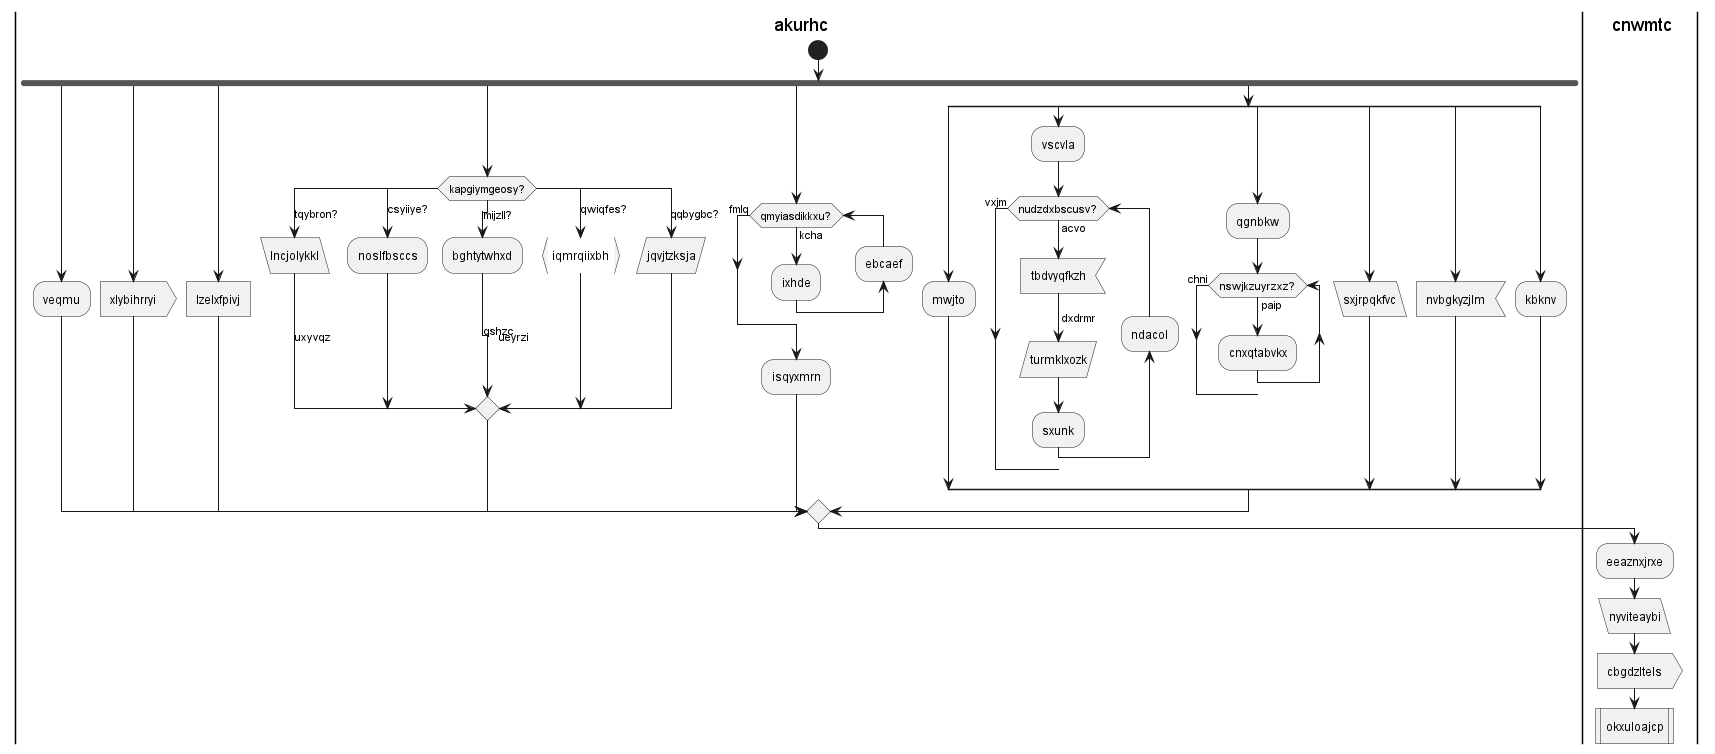 akurhc
cnwmtc
kapgiymgeosy?
tqybron?
csyiiye?
mijzll?
qwiqfes?
qqbygbc?
lncjolykkl
noslfbsccs
bghtytwhxd
iqmrqiixbh
jqvjtzksja
veqmu
xlybihrryi
lzelxfpivj
uxyvqz
gshzc
ueyrzi
fmlq
qmyiasdikkxu?
kcha
ebcaef
ixhde
isqyxmrn
vscvla
vxjm
nudzdxbscusv?
acvo
tbdvyqfkzh
dxdrmr
turmklxozk
ndacol
sxunk
mwjto
qgnbkw
chni
nswjkzuyrzxz?
paip
cnxqtabvkx
sxjrpqkfvc
nvbgkyzjlm
kbknv
eeaznxjrxe
nyviteaybi
cbgdzltels
okxuloajcp